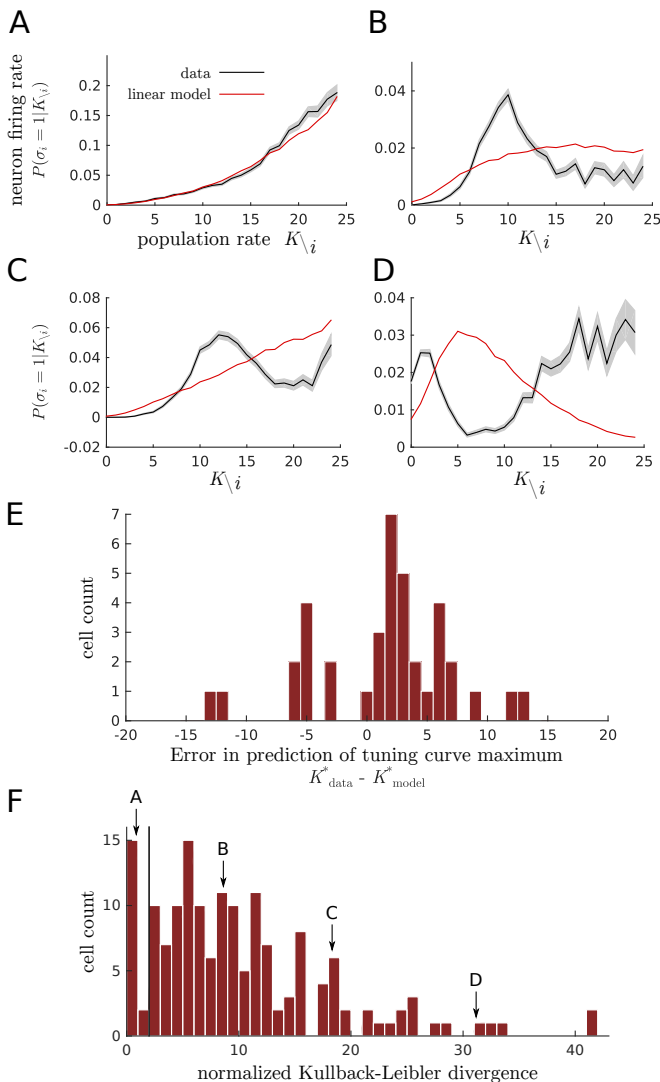 A
neuron firing rate
P(σi = 1|K\i)
data
linear model
0.2
0.15
0.1
0.05
0
0 5 10 15 20 25
population rate K\i
B
0.04
0.02
0
0 5 10 15 20 25
K\i
C
P(σi = 1|K\i)
0.08
0.06
0.04
0.02
0
-0.02
0 5 10 15 20 25
K\i
D
0.04
0.03
0.02
0.01
0
0 5 10 15 20 25
K\i
E
cell count
7
6
5
4
3
2
1
0
-20 -15 -10 -5 0 5 10 15 20
Error in prediction of tuning curve maximum
K*data - K*model
F
cell count
A
B
C
D
15
10
5
0
0 10 20 30 40
normalized Kullback-Leibler divergence